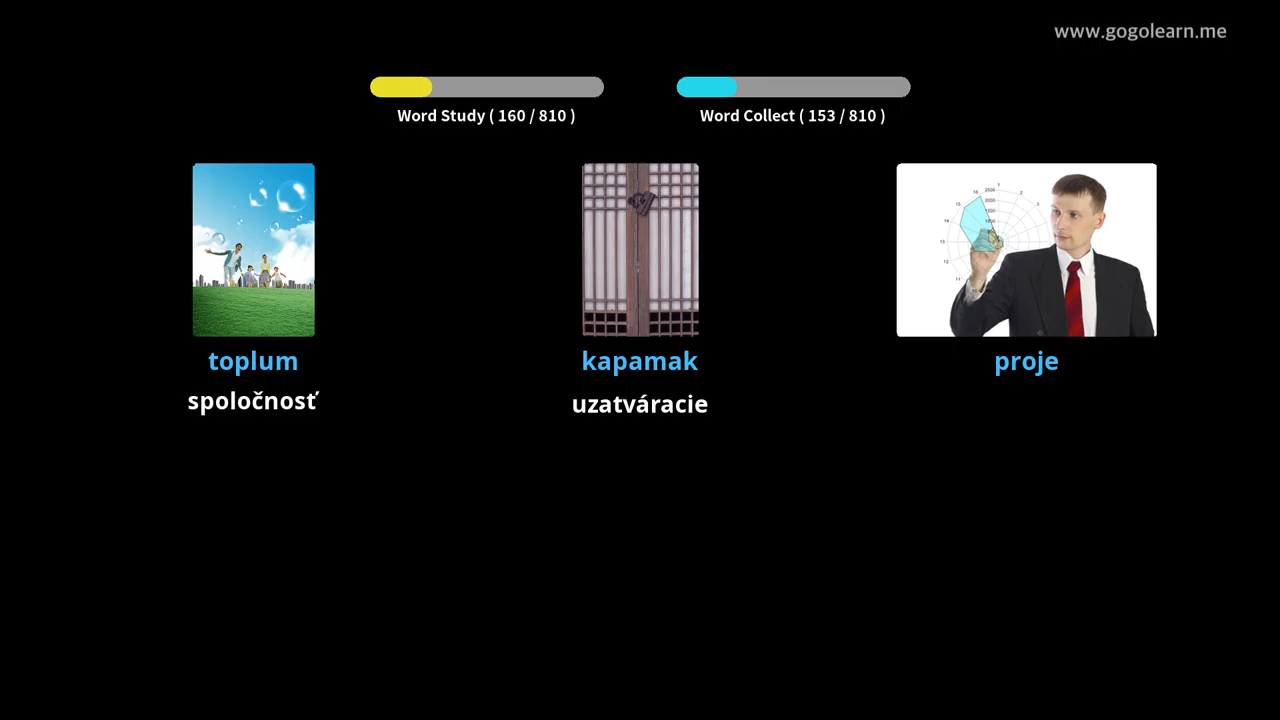 www.gogolearn.me
Word Study ( 160 / 810 )
Word Collect ( 153 / 810 )
toplum
kapamak
proje
spoločnosť
uzatváracie